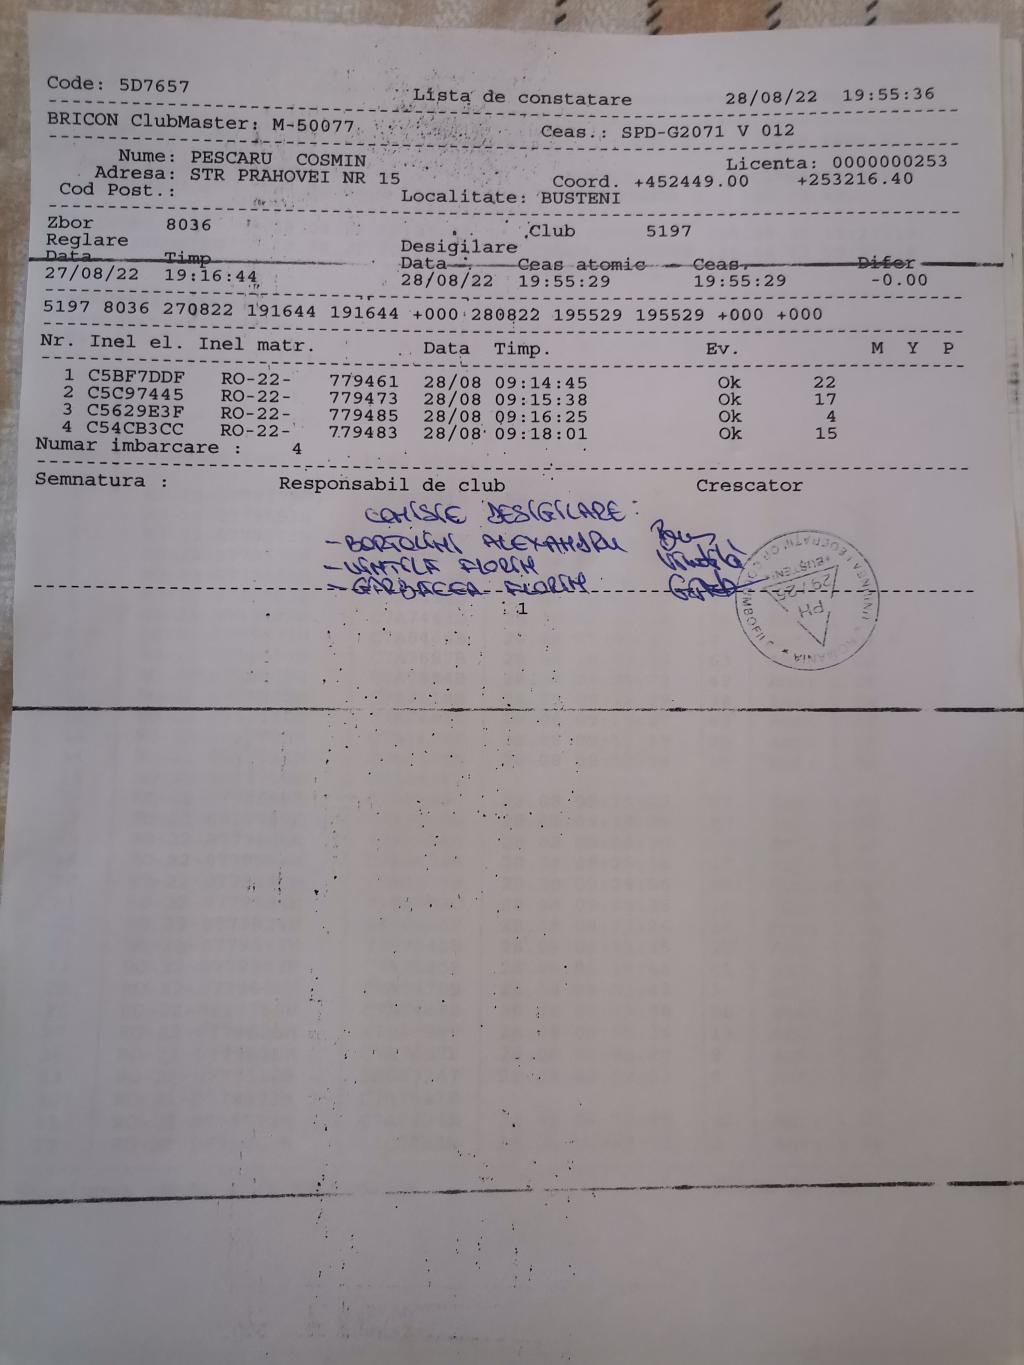 Code: 5D7657 Lista de constatare 28/08/22 19:55:36
BRICON ClubMaster: M-50077 Ceas.: SPD-G2071 V 012
Nume: PESCARU COSMIN Licenta: 0000000253
Adresa: STR PRAHOVEI NR 15 Coord. +452449.00 +253216.40
Cod Post.: Localitate: BUSTENI
Zbor 8036 Club 5197
Reglare Desigilare
Data Timp Data Ceas atomic Ceas. Difer
27/08/22 19:16:44 28/08/22 19:55:29 19:55:29 -0.00
5197 8036 270822 191644 191644 +000 280822 195529 195529 +000 +000
Nr. Inel el. Inel matr. Data Timp. Ev. M Y P
1 C5BF7DDF RO-22- 779461 28/08 09:14:45 Ok 22
2 C5C97445 RO-22- 779473 28/08 09:15:38 Ok 17
3 C5629E3F RO-22- 779485 28/08 09:16:25 Ok 4
4 C54CB3CC RO-22- 779483 28/08 09:18:01 Ok 15
Numar imbarcare : 4
Semnatura : Responsabil de club Crescator
COMISIE DESIGILARE:
- BORTOLINI ALEXANDRU
- VINTILA FLORIN Vintilă
- GÎRBACEA FLORIN
1
ROMANIA
PH